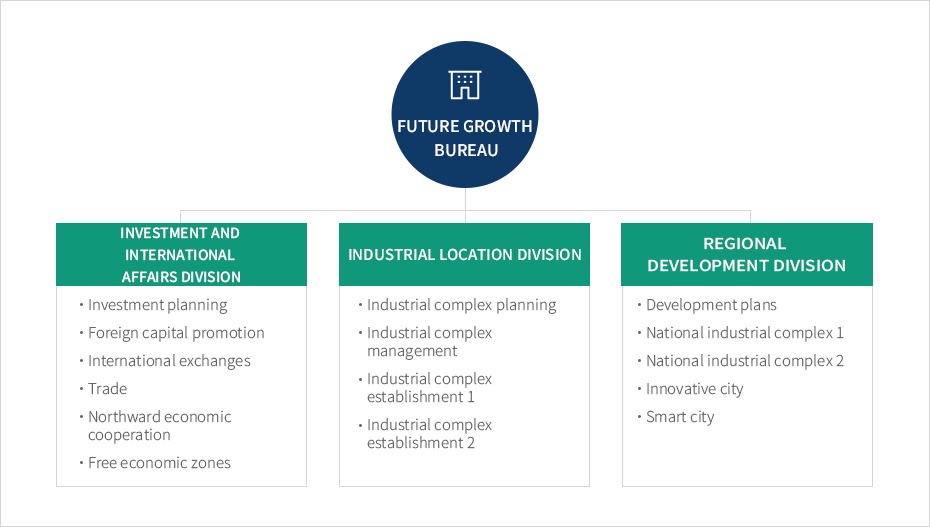 FUTURE GROWTH
BUREAU
INVESTMENT AND
INTERNATIONAL
AFFAIRS DIVISION
• Investment planning
• Foreign capital promotion
• International exchanges
• Trade
• Northward economic
cooperation
• Free economic zones
INDUSTRIAL LOCATION DIVISION
• Industrial complex planning
• Industrial complex
management
• Industrial complex
establishment 1
• Industrial complex
establishment 2
REGIONAL
DEVELOPMENT DIVISION
• Development plans
• National industrial complex 1
• National industrial complex 2
• Innovative city
• Smart city